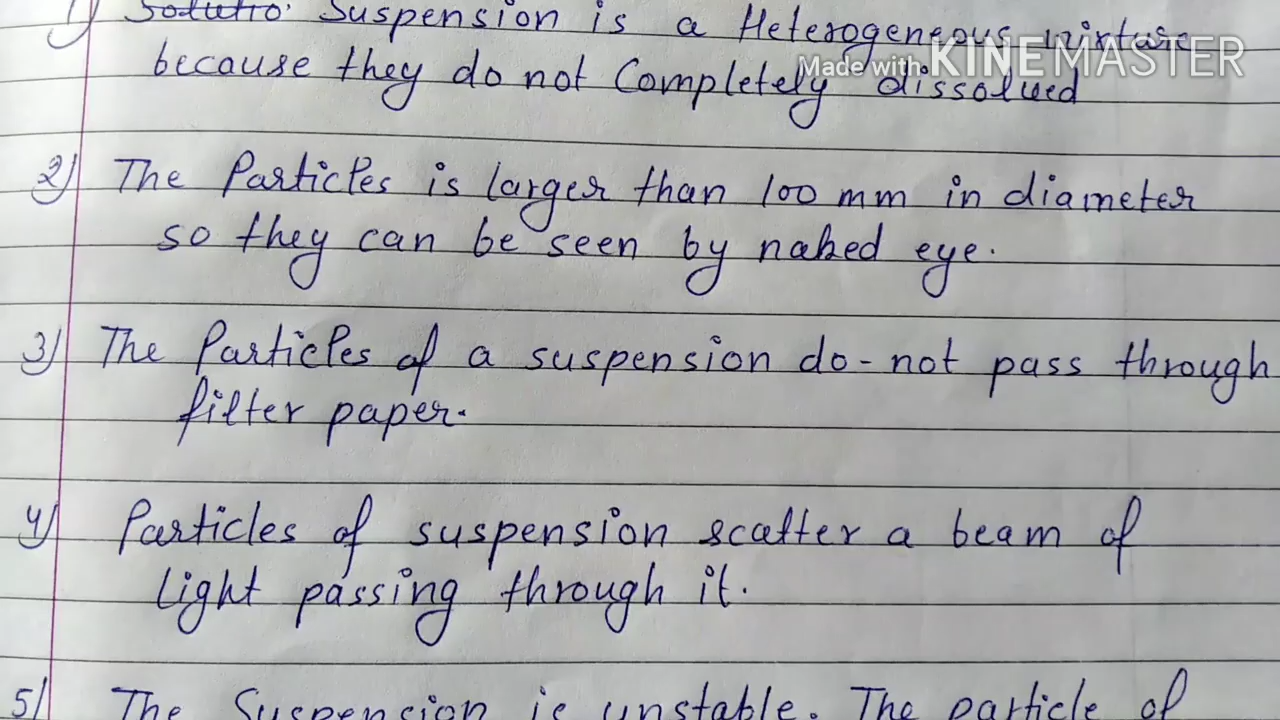 1) Solutio. Suspension is a Heterogeneous mixture
Made with KINEMASTER
because they do not Completely dissolved
2) The Particles is larger than 100 mm in diameter
so they can be seen by naked eye.
3) The Particles of a suspension do-not pass through
filter paper.
4) Particles of suspension scatter a beam of
light passing through it.
5) The Suspension is unstable. The particle of